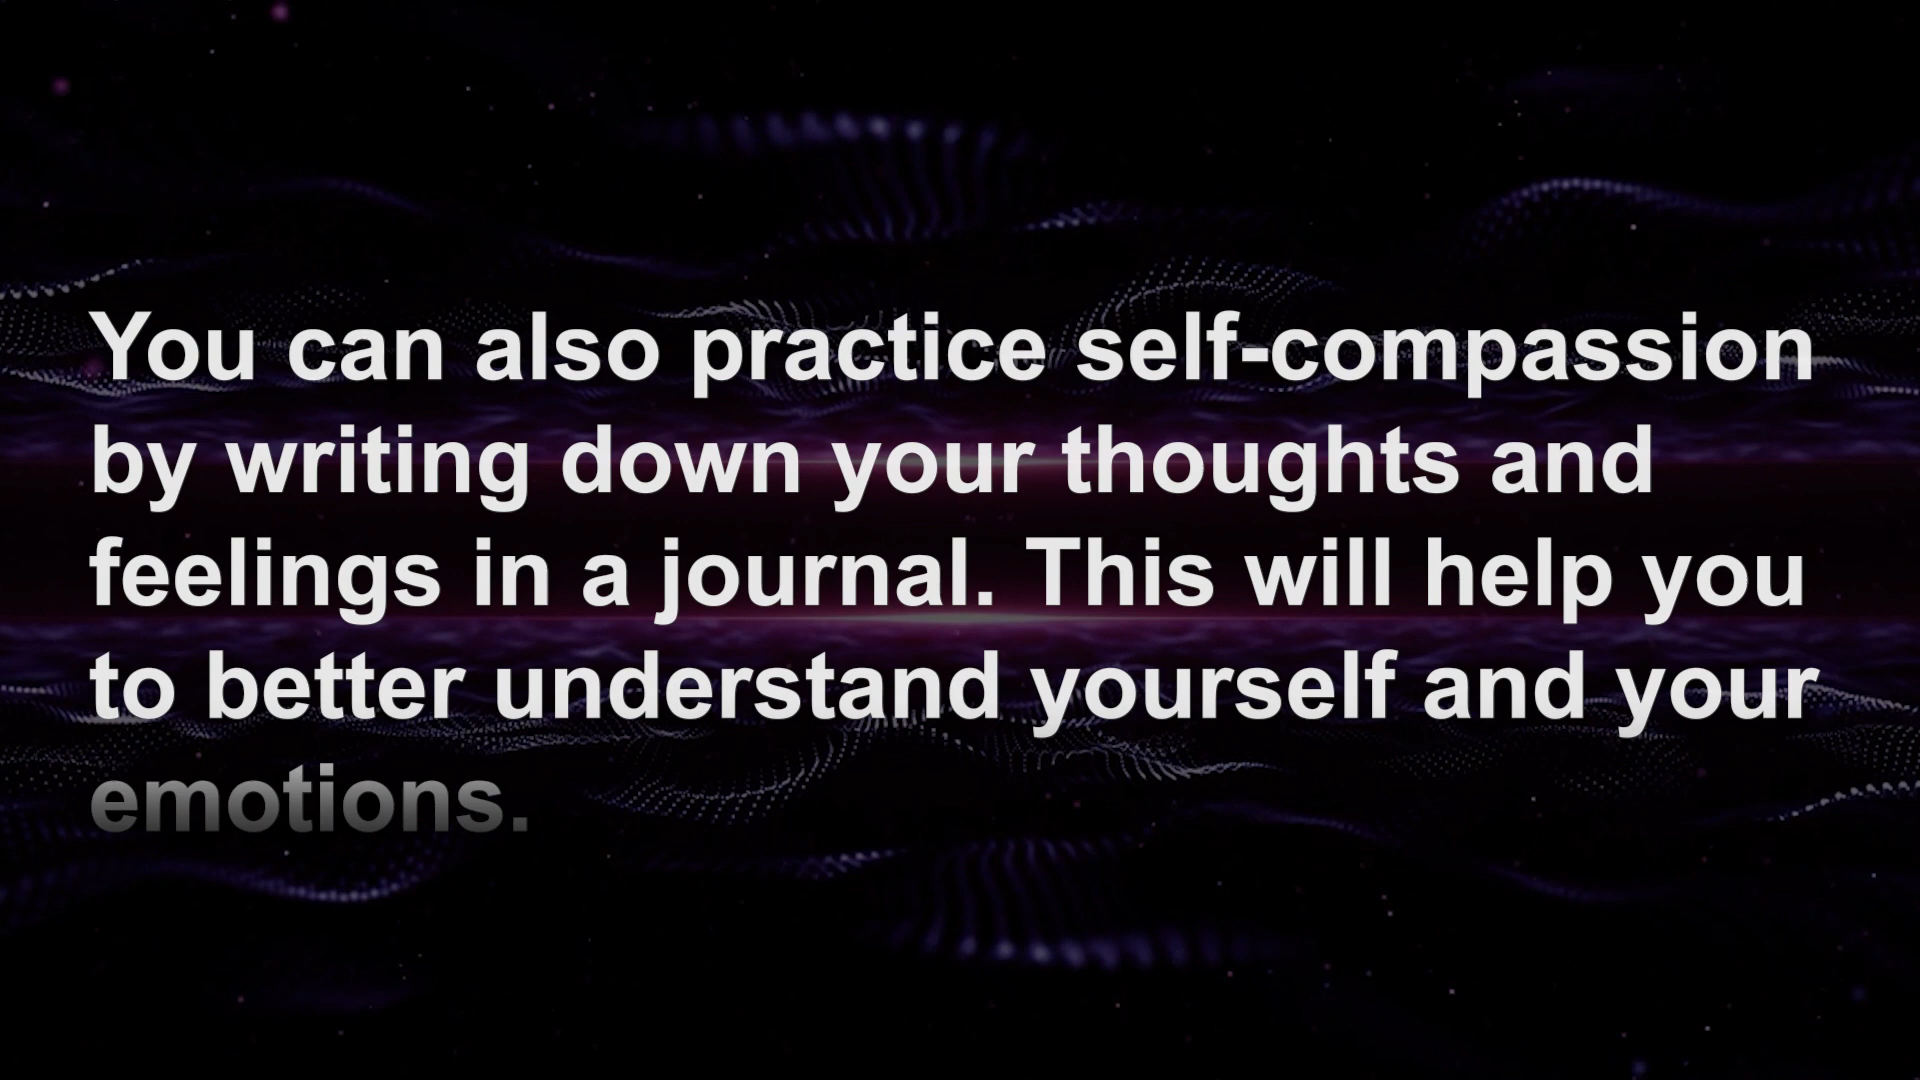 You can also practice self-compassion
by writing down your thoughts and
feelings in a journal. This will help you
to better understand yourself and your
emotions.